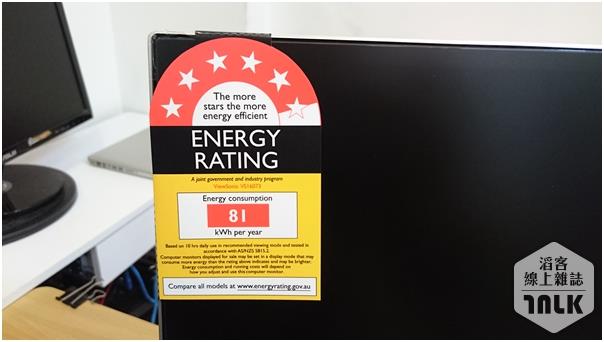 The more
stars the more
energy efficient
ENERGY
RATING
A joint government and industry program
ViewSonic VS16073
Energy consumption
81
kWh per year
Based on 10 hrs daily use in recommended viewing mode and tested in
accordance with AS/NZS 5815.2.
Computer monitors displayed for sale may be set in a display mode that may
consume more energy than the rating above indicates and may be brighter.
Energy consumption and running costs will depend on
how you adjust and use this computer monitor.
Compare all models at www.energyrating.gov.au
滔客
線上雜誌
TALK